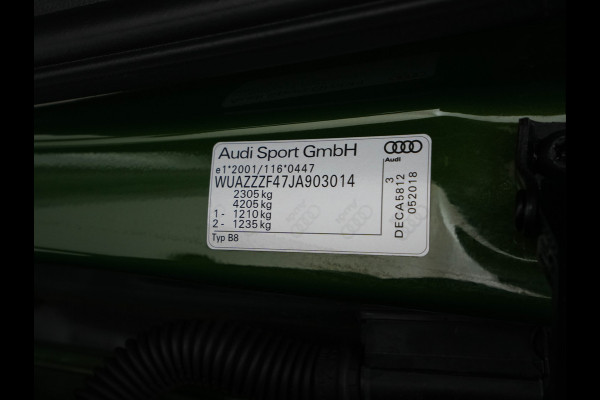 Audi Sport GmbH
Audi
e1*2001/116*0447
WUAZZZF47JA903014
2305 kg
4205 kg
1- 1210 kg
2- 1235 kg
Typ B8
3
DECA5812
052018